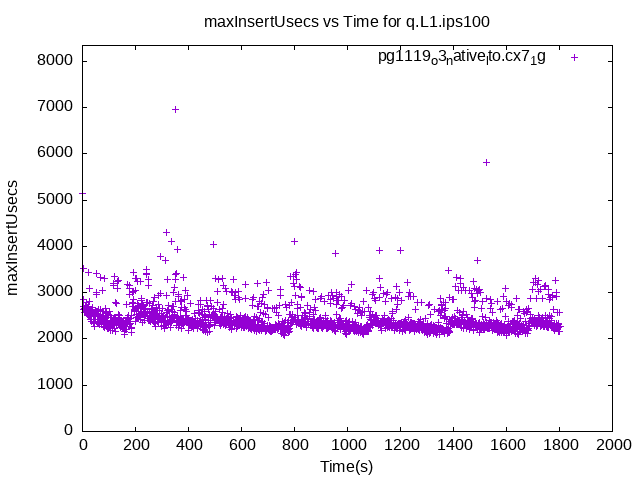 maxInsertUsecs vs Time for q.L1.ips100
pg1119o3native lto.cx71g
maxInsertUsecs
8000
7000
6000
5000
4000
3000
2000
1000
0
0 200 400 600 800 1000 1200 1400 1600 1800 2000
Time(s)